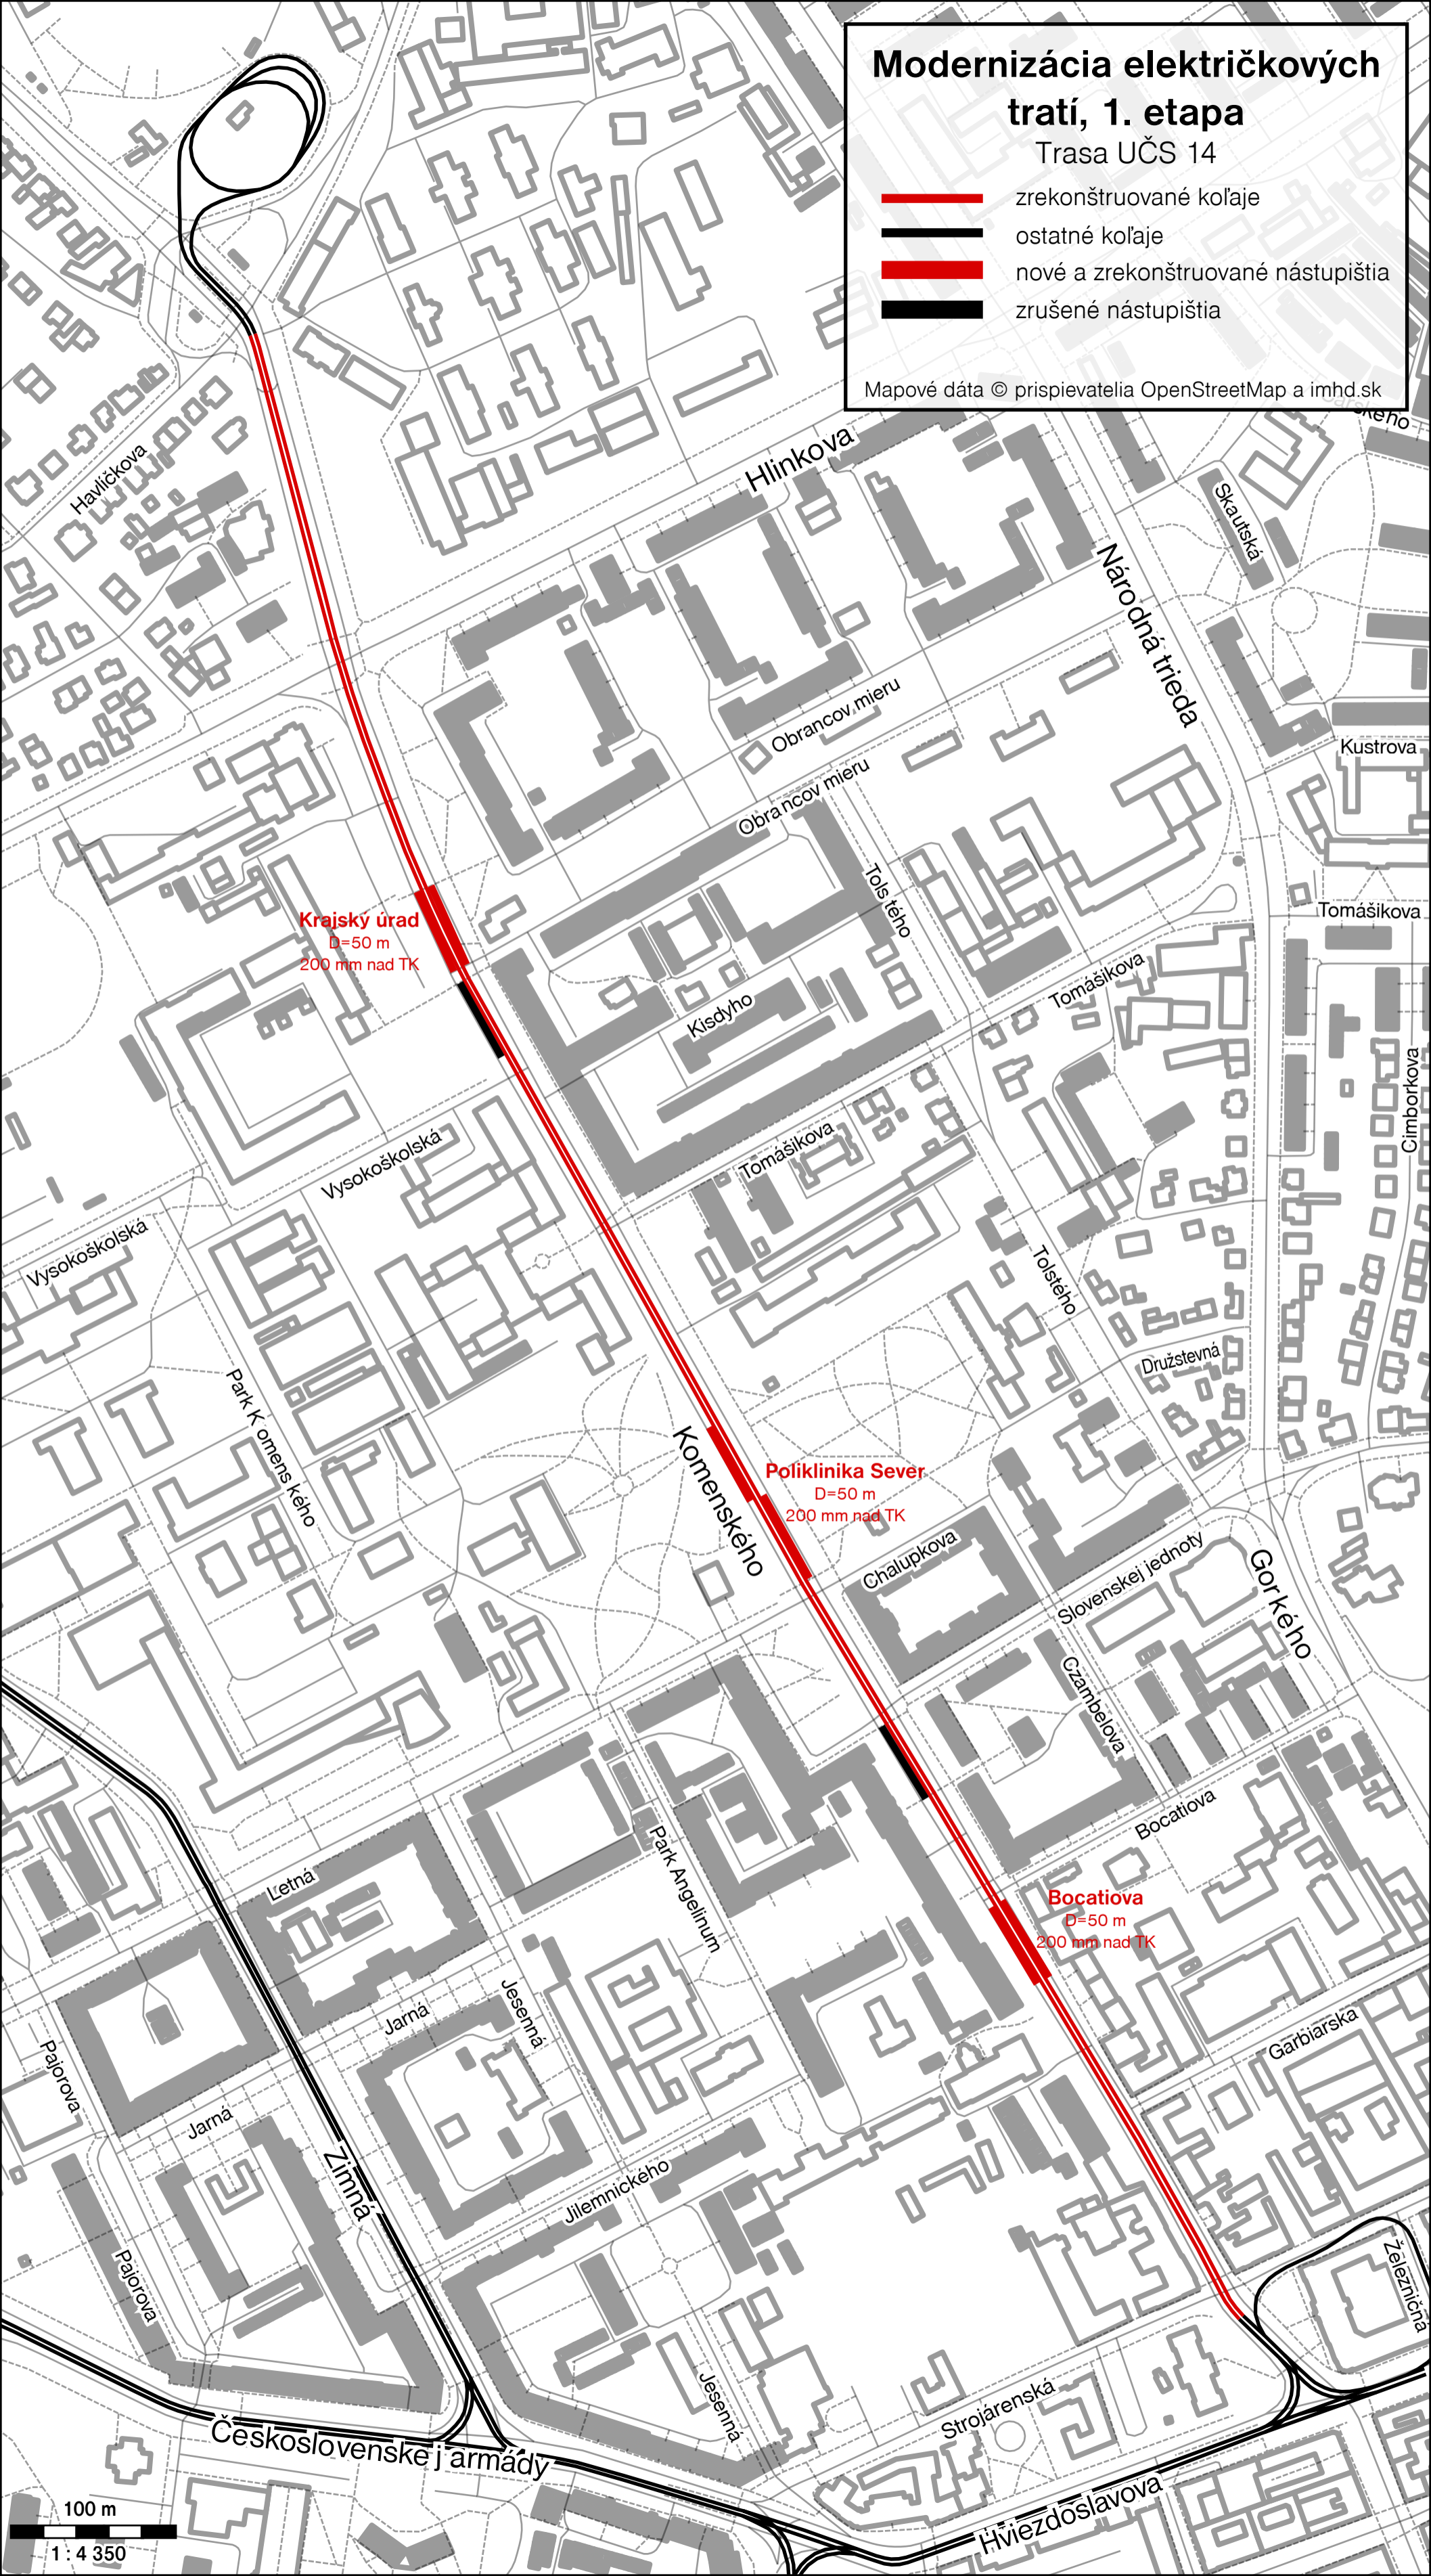 Modernizácia električkových
tratí, 1. etapa
Trasa UČS 14
zrekonštruované koľaje
ostatné koľaje
nové a zrekonštruované nástupištia
zrušené nástupištia
Mapové dáta © prispievatelia OpenStreetMap a imhd.sk
Hlinkova
Havličkova
Skautská
Národná trieda
Obrancov mieru
Kustrova
Obrancov mieru
Tolstého
Krajský úrad
D=50 m
200 mm nad TK
Tomášikova
Tomášikova
Kisdyho
Cimborkova
Vysokoškolská
Tomášikova
Vysokoškolská
Tolstého
Družstevná
Park Komenského
Komenského
Poliklinika Sever
D=50 m
200 mm nad TK
Chalupkova
Slovenskej jednoty
Gorkého
Czambelova
Bocatiova
Letná
Park Angelinum
Bocatiova
D=50 m
200 mm nad TK
Jarná
Jesenná
Garbiarska
Pajorova
Jarná
Zimná
Jilemnického
Železničná
Pajorova
Jesenná
Strojárenská
Československej armády
Hviezdoslavova
100 m
1 : 4 350